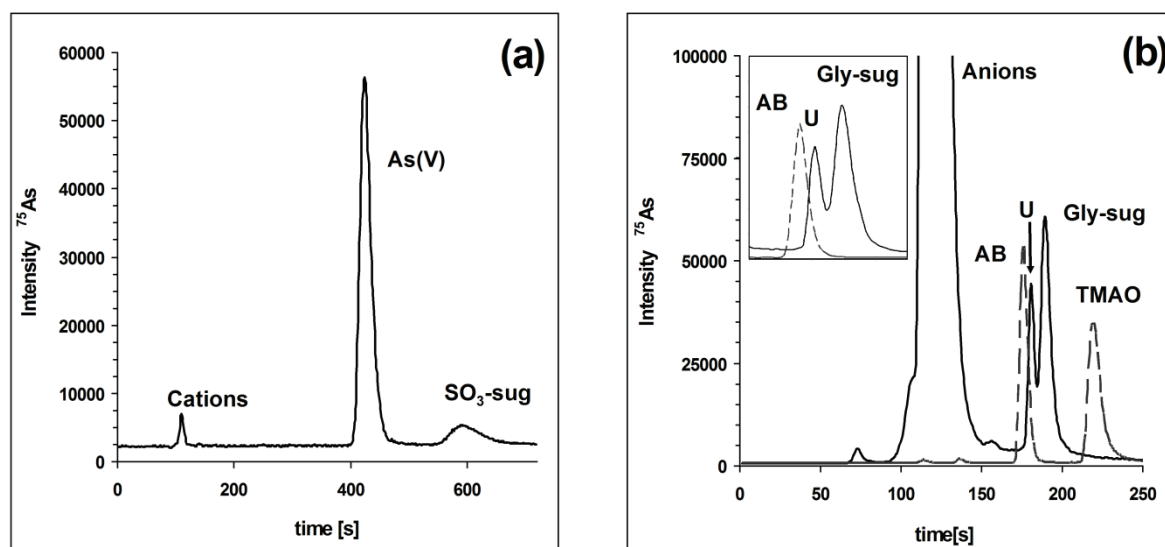 (a)
60000
50000
40000
30000
20000
10000
0
Intensity ⁷⁵As
Cations
As(V)
SO₃-sug
0 200 400 600
time [s]
(b)
100000
75000
50000
25000
0
Intensity ⁷⁵As
Gly-sug
AB
U
Anions
U
Gly-sug
AB
TMAO
0 50 100 150 200 250
time[s]